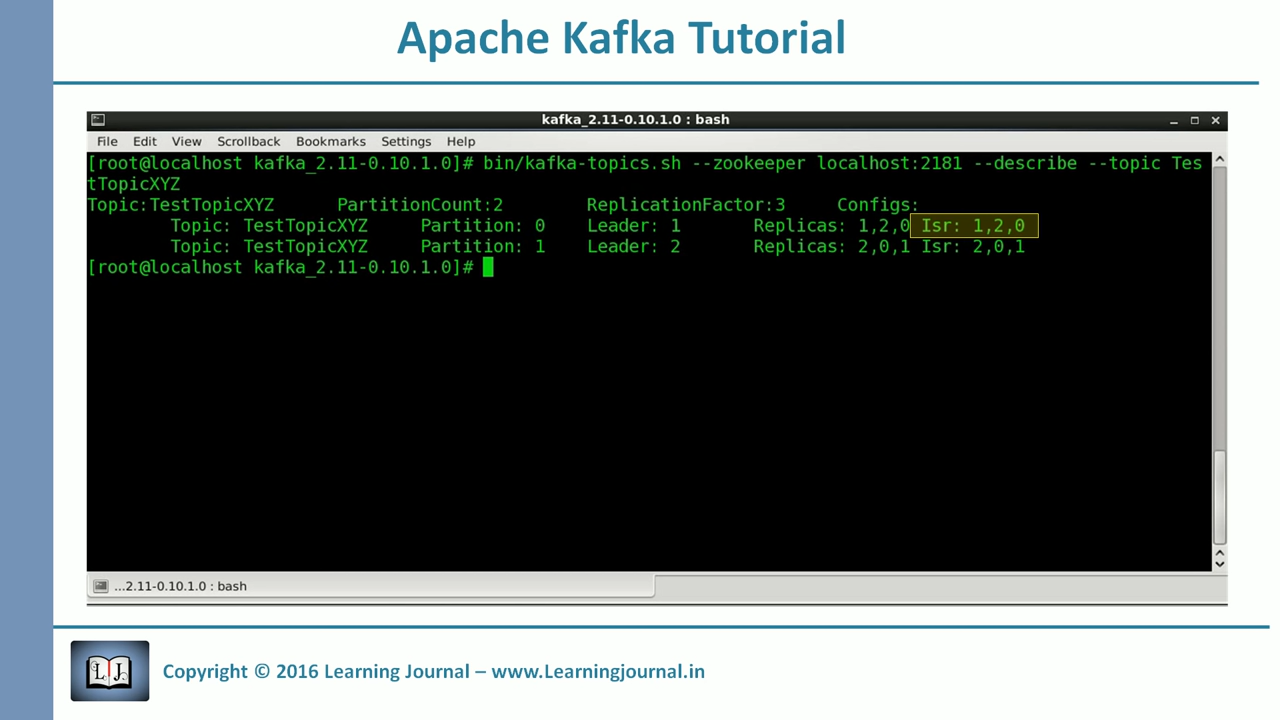 Apache Kafka Tutorial
kafka_2.11-0.10.1.0 : bash
File Edit View Scrollback Bookmarks Settings Help
[root@localhost kafka_2.11-0.10.1.0]# bin/kafka-topics.sh --zookeeper localhost:2181 --describe --topic Tes
tTopicXYZ
Topic:TestTopicXYZ PartitionCount:2 ReplicationFactor:3 Configs:
Topic: TestTopicXYZ Partition: 0 Leader: 1 Replicas: 1,2,0 Isr: 1,2,0
Topic: TestTopicXYZ Partition: 1 Leader: 2 Replicas: 2,0,1 Isr: 2,0,1
[root@localhost kafka_2.11-0.10.1.0]#
...2.11-0.10.1.0 : bash
LJ
Copyright © 2016 Learning Journal – www.Learningjournal.in